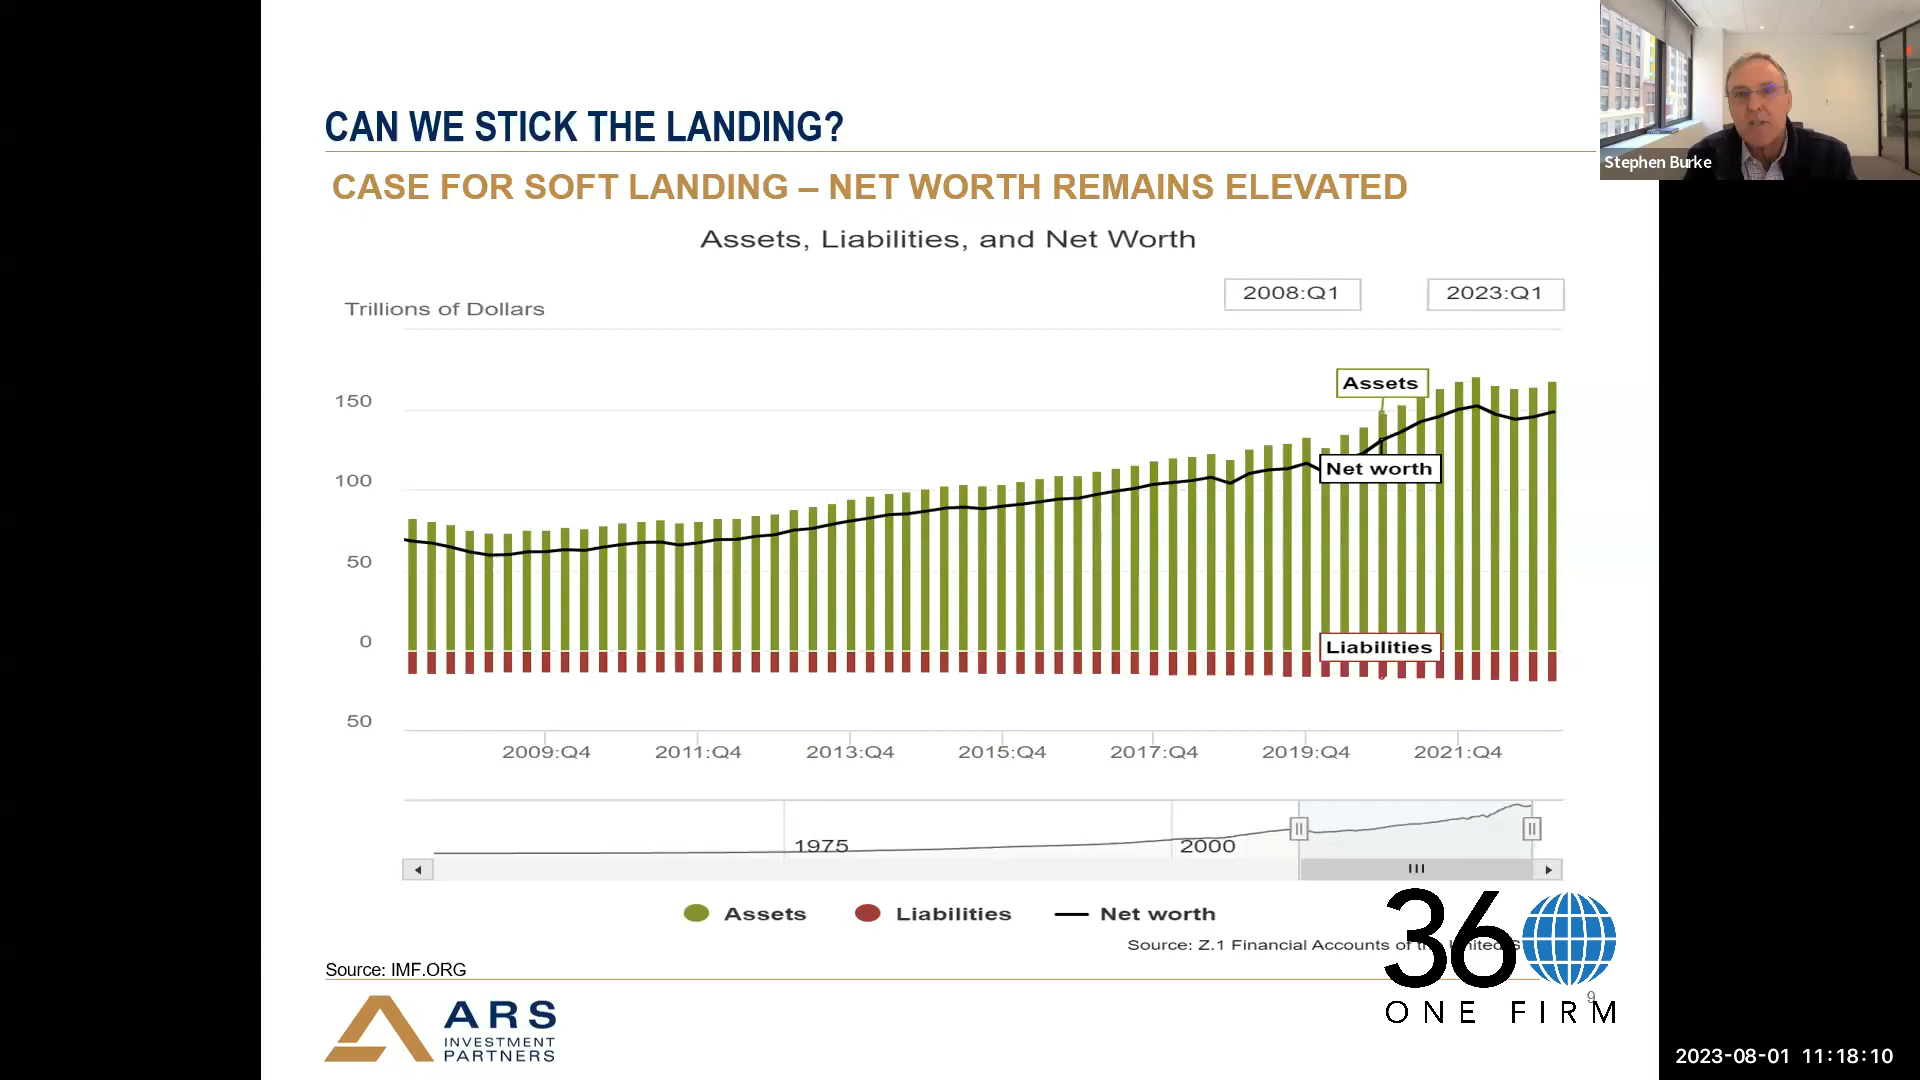 Stephen Burke
CAN WE STICK THE LANDING?
CASE FOR SOFT LANDING – NET WORTH REMAINS ELEVATED
Assets, Liabilities, and Net Worth
2008:Q1
2023:Q1
Trillions of Dollars
Assets
150
Net worth
100
50
0
Liabilities
50
2009:Q4
2011:Q4
2013:Q4
2015:Q4
2017:Q4
2019:Q4
2021:Q4
1975
2000
Assets
Liabilities
Net worth
Source: Z.1 Financial Accounts of
Source: IMF.ORG
360
ONE FIRM
9
ARS
INVESTMENT
PARTNERS
2023-08-01 11:18:10